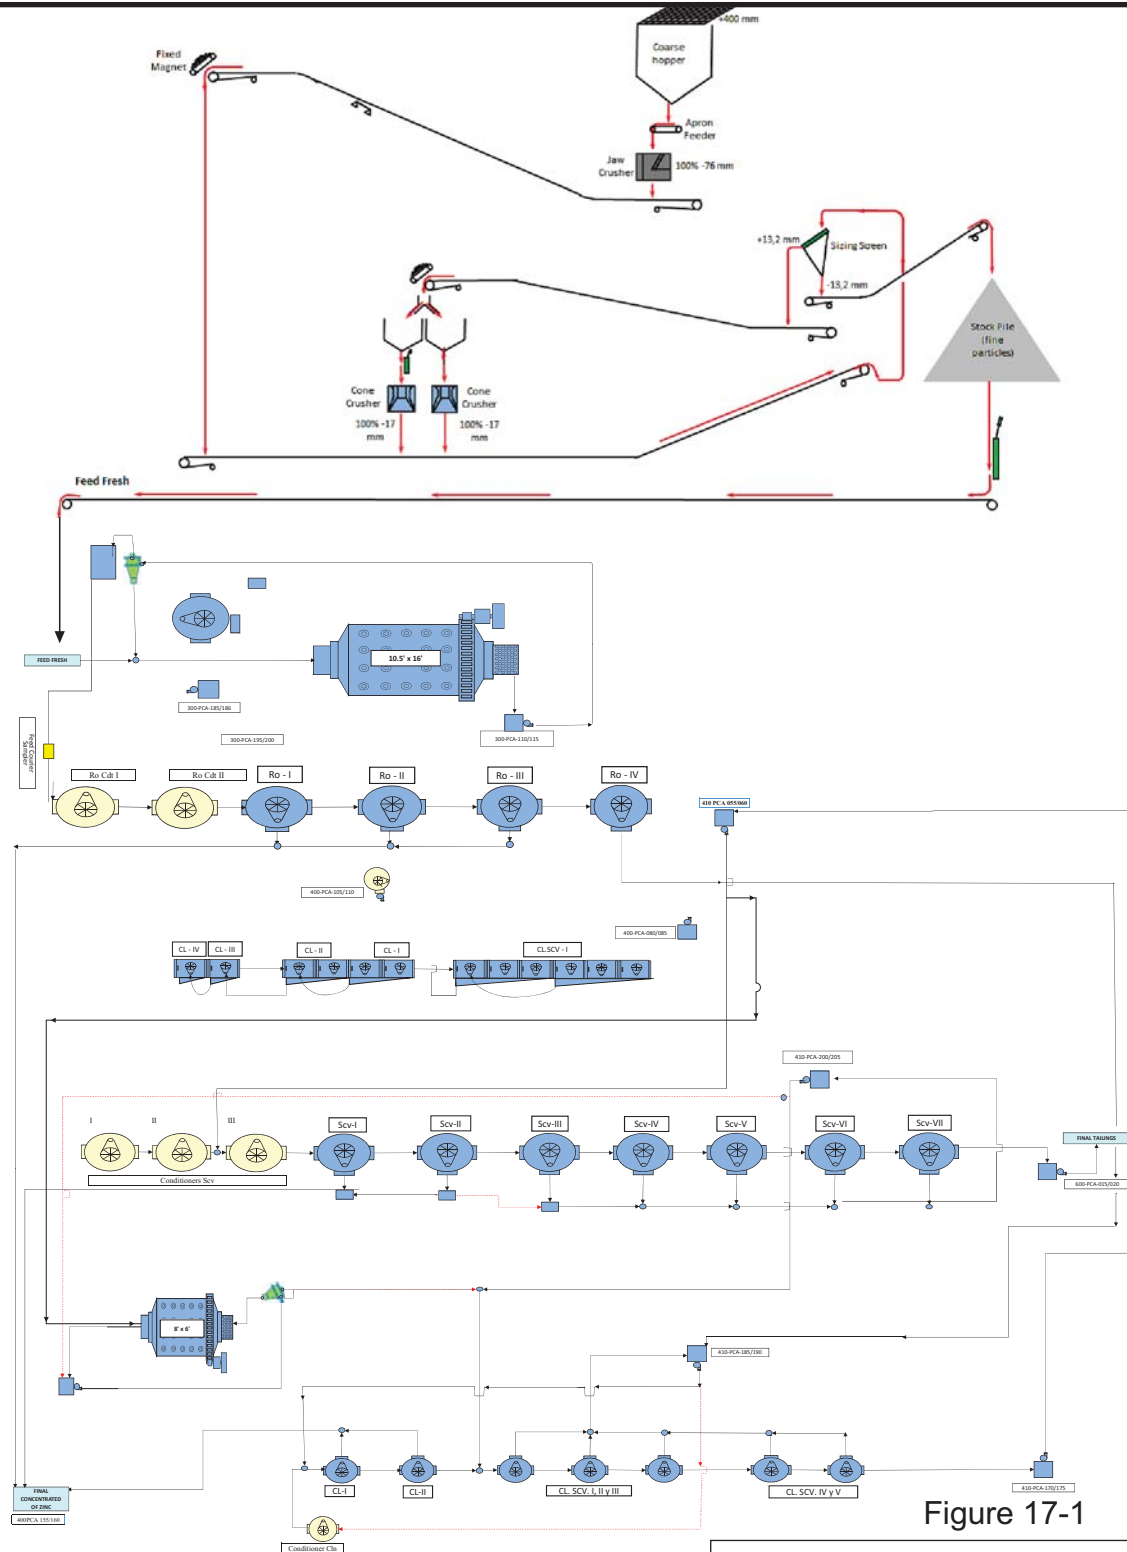 +400 mm
Coarse
hopper
Fixed
Magnet
Apron
Feeder
Jaw
Crusher
100% -76 mm
+13,2 mm
Sizing Screen
-13,2 mm
Stock Pile
(fine
particles)
Cone
Crusher
Cone
Crusher
100% -17
mm
100% -17
mm
Feed Fresh
FEED FRESH
10.5' x 16'
300-PCA-185/186
300-PCA-195/200
300-PCA-110/115
Feed Courier
Sampler
Ro Cdt I
Ro Cdt II
Ro - I
Ro - II
Ro - III
Ro - IV
410 PCA 055/060
400-PCA-105/110
400-PCA-080/085
CL - IV
CL - III
CL - II
CL - I
CL.SCV - I
410-PCA-200/205
I
II
III
Scv-I
Scv-II
Scv-III
Scv-IV
Scv-V
Scv-VI
Scv-VII
FINAL TAILINGS
Conditioners Scv
600-PCA-015/020
8' x 6'
410-PCA-185/190
CL-I
CL-II
CL. SCV. I, II y III
CL. SCV. IV y V
410-PCA-170/175
FINAL
CONCENTRATED
OF ZINC
400PCA 155/160
Conditioner Cln
Figure 17-1